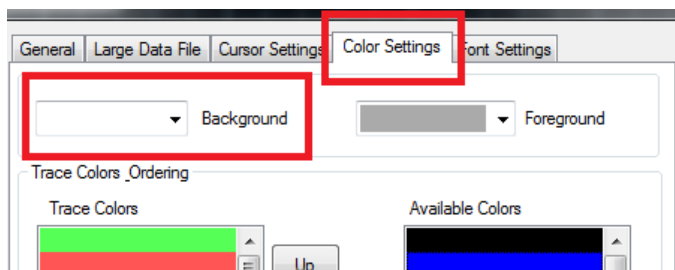 General Large Data File Cursor Settings Color Settings Font Settings
Background Foreground
Trace Colors _Ordering
Trace Colors Available Colors
Up